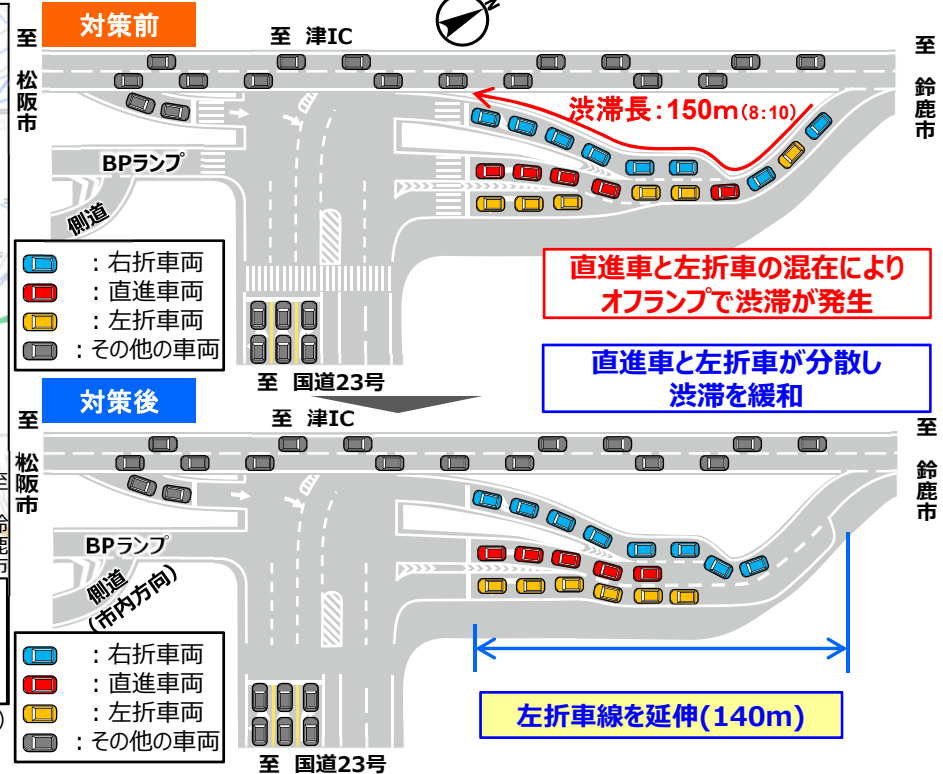 対策前
至 津IC
N
至 松阪市
至 鈴鹿市
渋滞長:150m(8:10)
BPランプ
側道
:右折車両
:直進車両
:左折車両
:その他の車両
直進車と左折車の混在により
オフランプで渋滞が発生
直進車と左折車が分散し
渋滞を緩和
至 国道23号
対策後
至 津IC
至 松阪市
至 鈴鹿市
至 鈴鹿市
BPランプ
側道
(市内方向)
:右折車両
:直進車両
:左折車両
:その他の車両
左折車線を延伸(140m)
至 国道23号
)